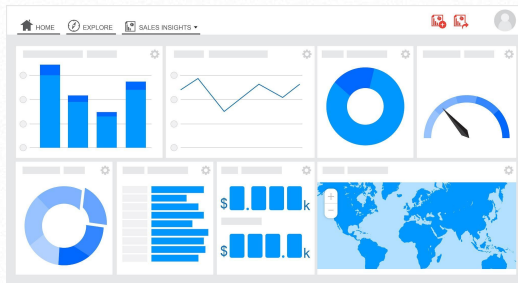 HOME EXPLORE SALES INSIGHTS
$ . k
$ . k
+
−